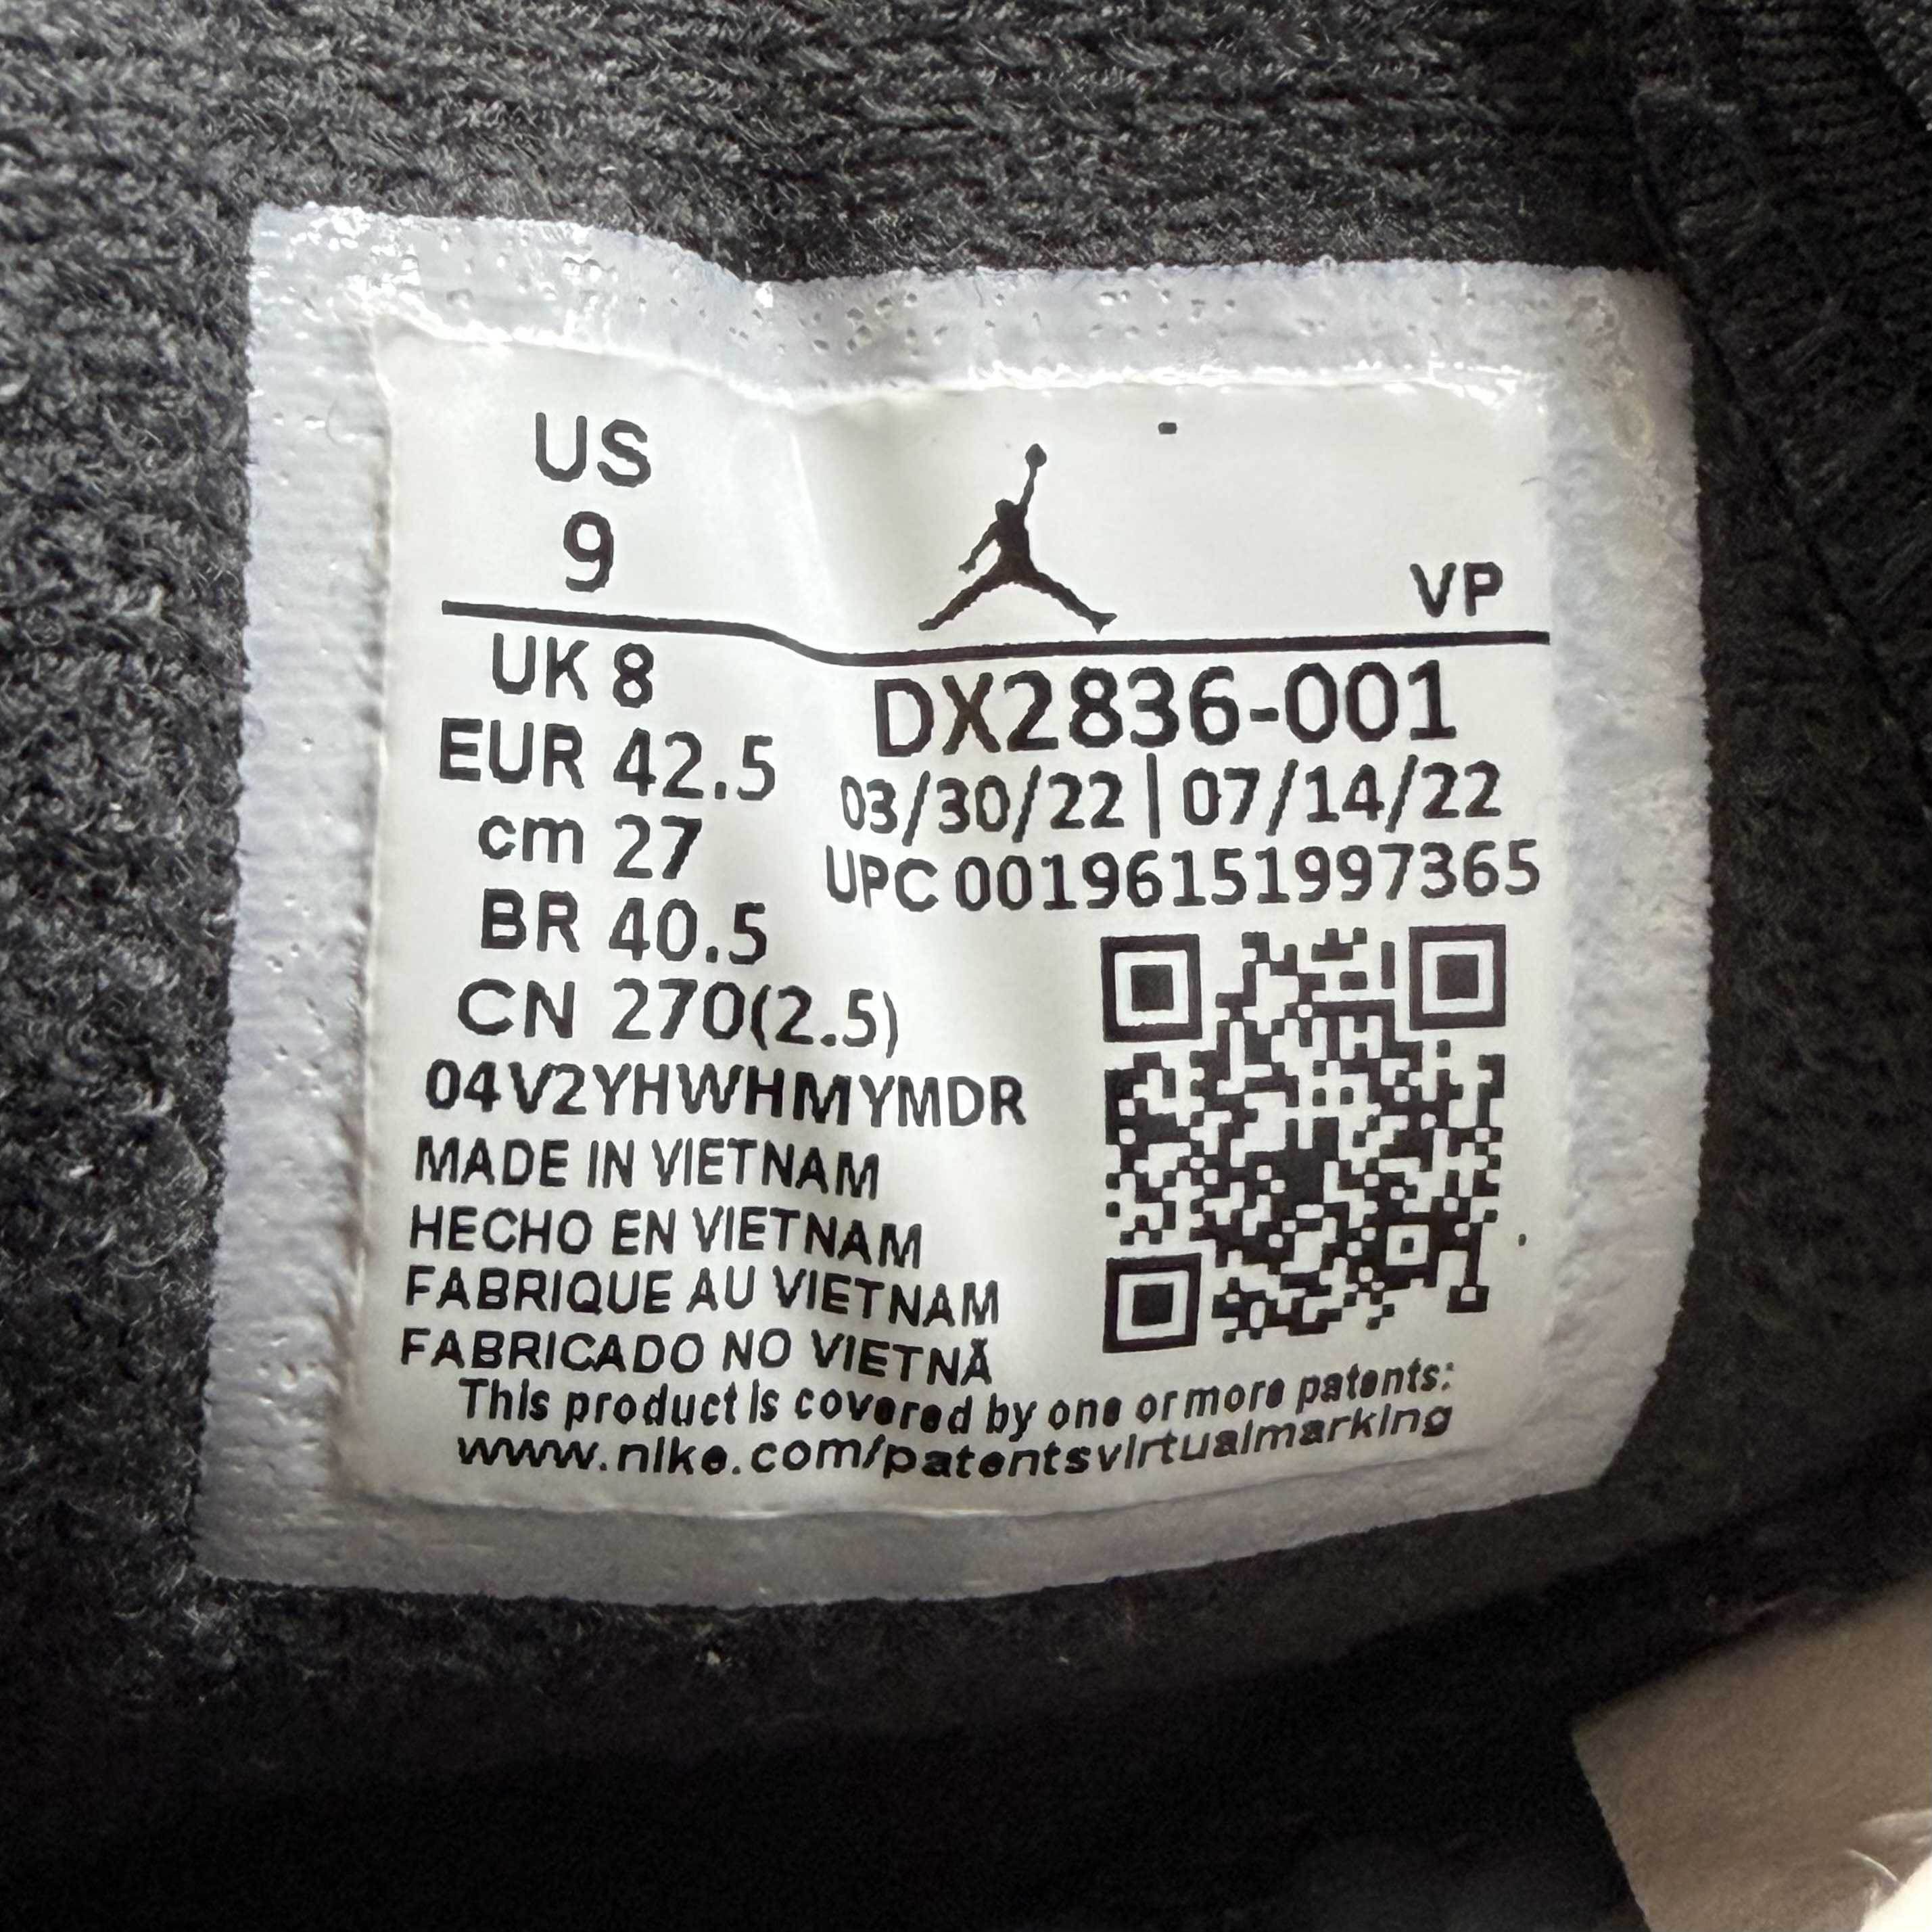 US
9
VP
UK 8
EUR 42.5
cm 27
BR 40.5
CN 270(2.5)
DX2836-001
03/30/22|07/14/22
UPC 00196151997365
04V2YHWHMYMDR
MADE IN VIETNAM
HECHO EN VIETNAM
FABRIQUE AU VIETNAM
FABRICADO NO VIETNÃ
This product is covered by one or more patents:
www.nike.com/patentsvirtualmarking